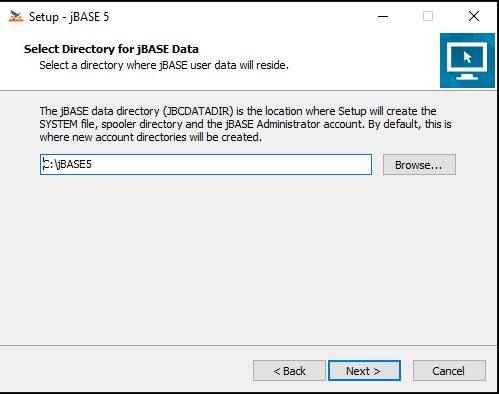 Setup - jBASE 5
Select Directory for jBASE Data
Select a directory where jBASE user data will reside.
The jBASE data directory (JBCDATADIR) is the location where Setup will create the
SYSTEM file, spooler directory and the jBASE Administrator account. By default, this is
where new account directories will be created.
C:\jBASE5
Browse...
< Back
Next >
Cancel